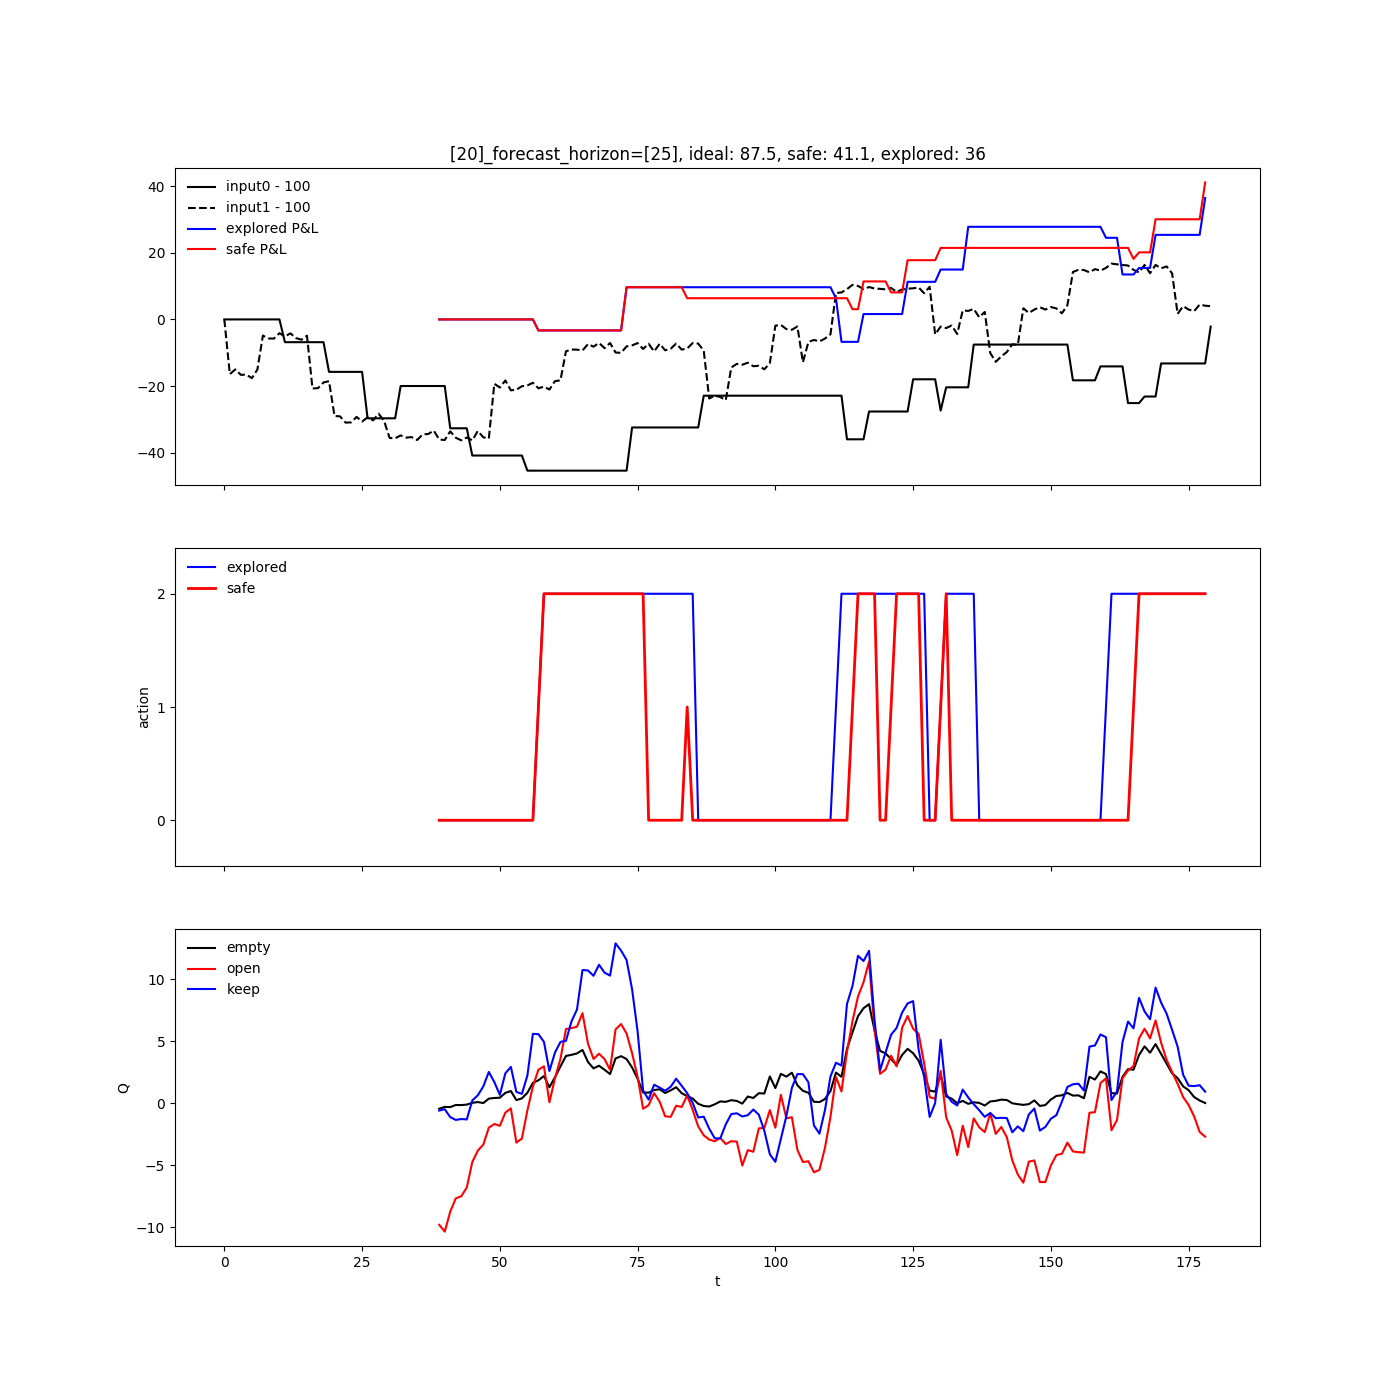 [20]_forecast_horizon=[25], ideal: 87.5, safe: 41.1, explored: 36
input0 - 100
input1 - 100
explored P&L
safe P&L
40
20
0
−20
−40
explored
safe
2
1
0
action
empty
open
keep
10
5
0
−5
−10
Q
0 25 50 75 100 125 150 175
t